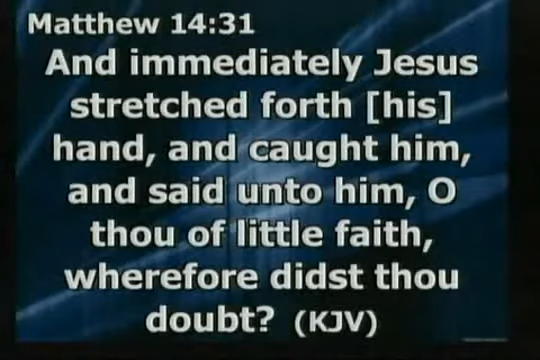 Matthew 14:31
And immediately Jesus
stretched forth [his]
hand, and caught him,
and said unto him, O
thou of little faith,
wherefore didst thou
doubt? (KJV)